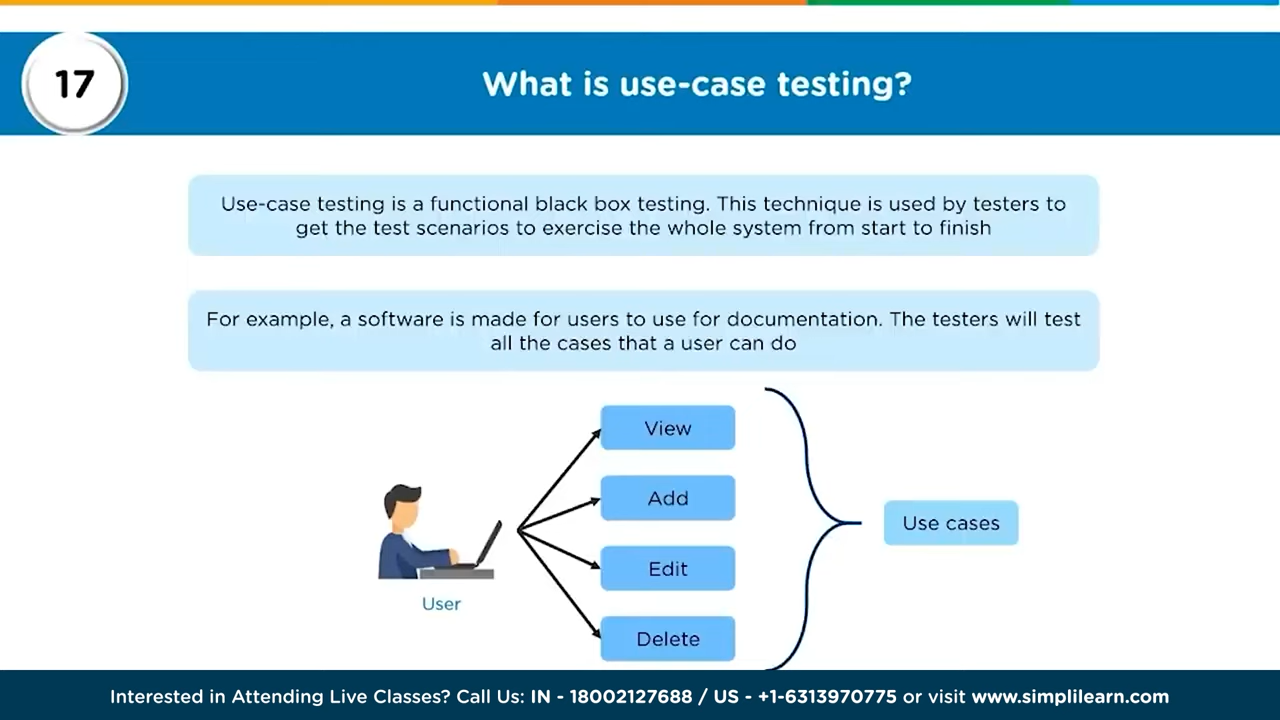 17
What is use-case testing?
Use-case testing is a functional black box testing. This technique is used by testers to
get the test scenarios to exercise the whole system from start to finish
For example, a software is made for users to use for documentation. The testers will test
all the cases that a user can do
View
Add
Edit
Delete
User
Use cases
Interested in Attending Live Classes? Call Us: IN - 18002127688 / US - +1-6313970775 or visit www.simplilearn.com